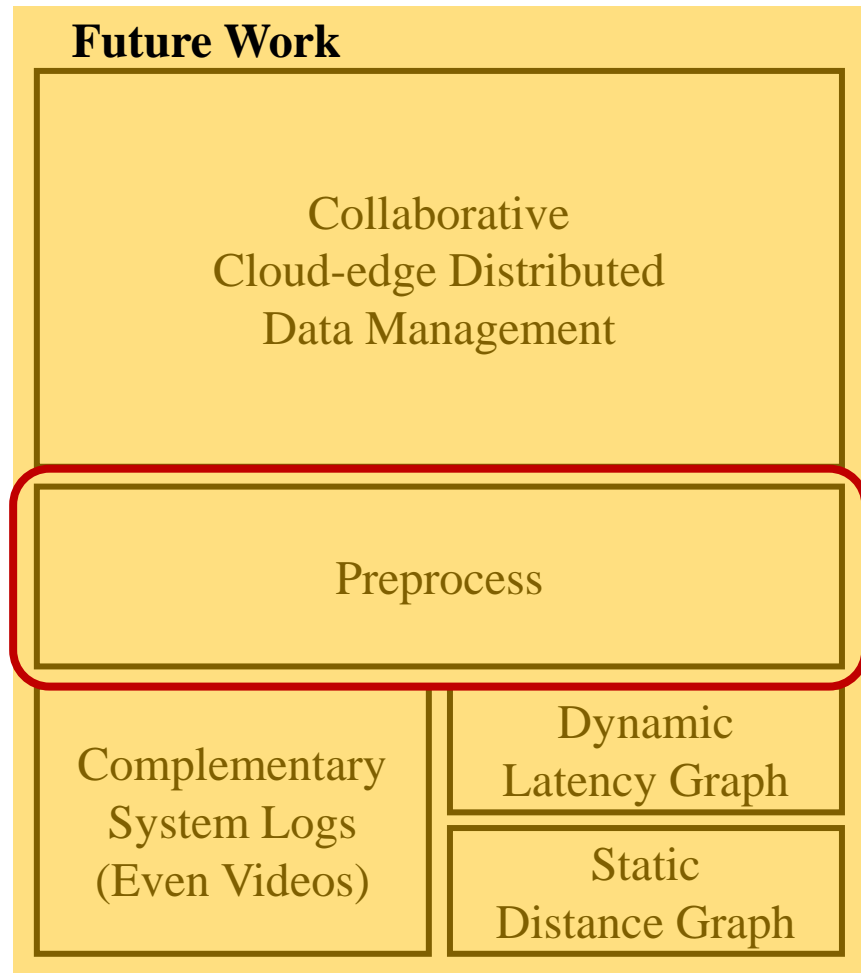 Future Work
Collaborative
Cloud-edge Distributed
Data Management
Preprocess
Complementary
System Logs
(Even Videos)
Dynamic
Latency Graph
Static
Distance Graph